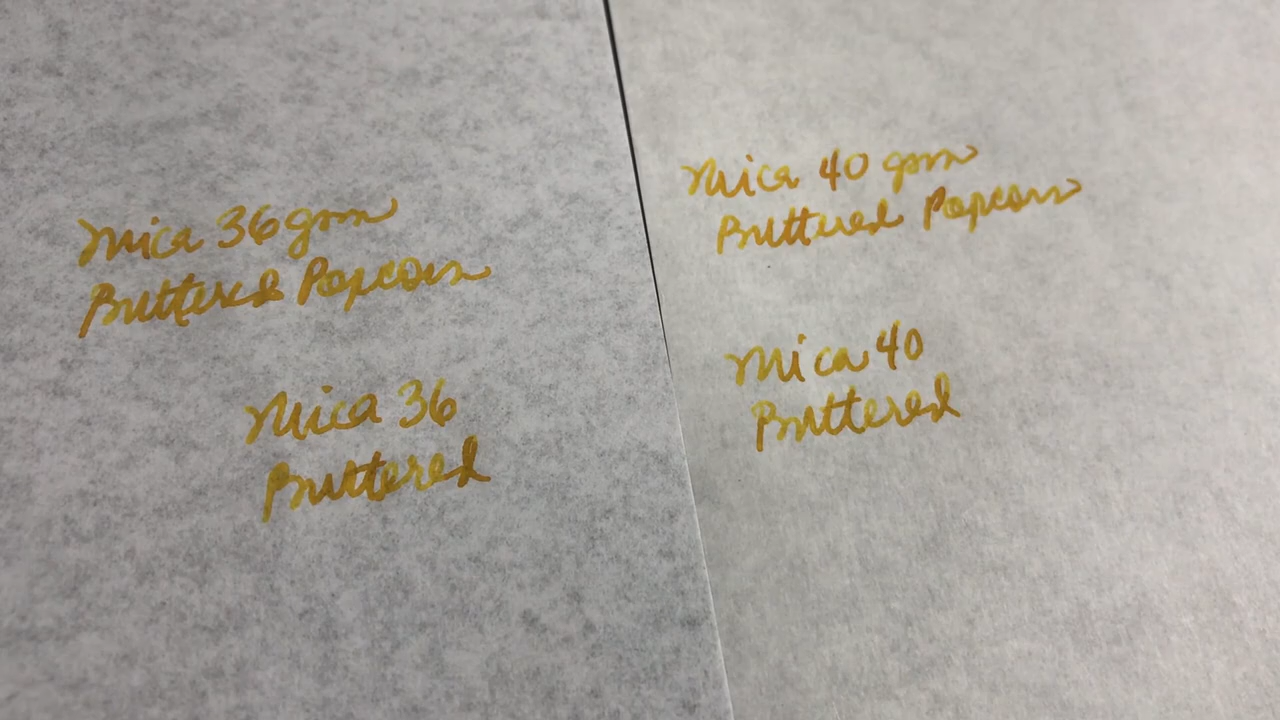 Mica 36 gsm
Buttered Popcorn
Mica 36
Buttered
Mica 40 gsm
Buttered Popcorn
Mica 40
Buttered